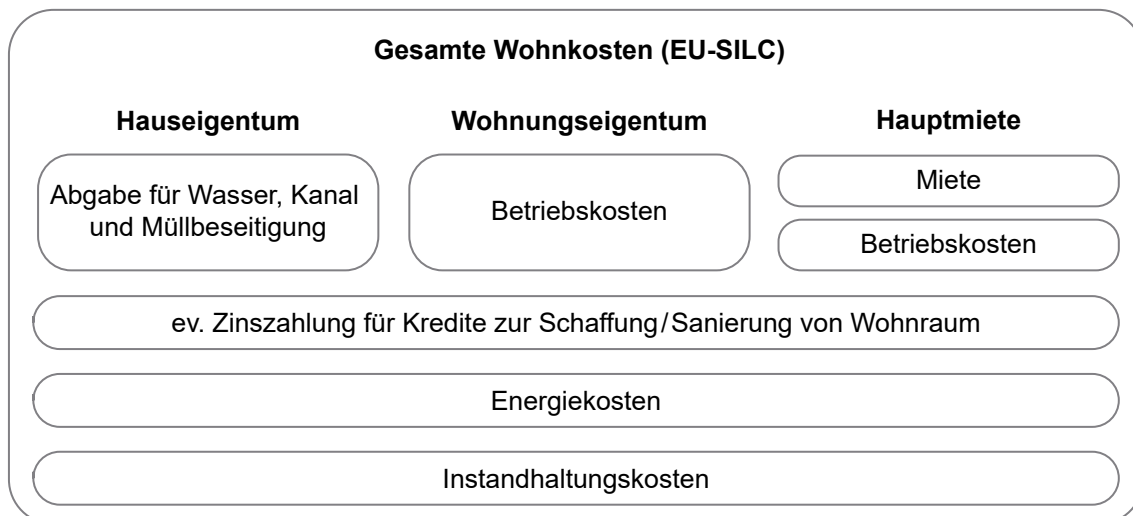 Gesamte Wohnkosten (EU-SILC)
Hauseigentum
Wohnungseigentum
Hauptmiete
Abgabe für Wasser, Kanal
und Müllbeseitigung
Betriebskosten
Miete
Betriebskosten
ev. Zinszahlung für Kredite zur Schaffung/Sanierung von Wohnraum
Energiekosten
Instandhaltungskosten